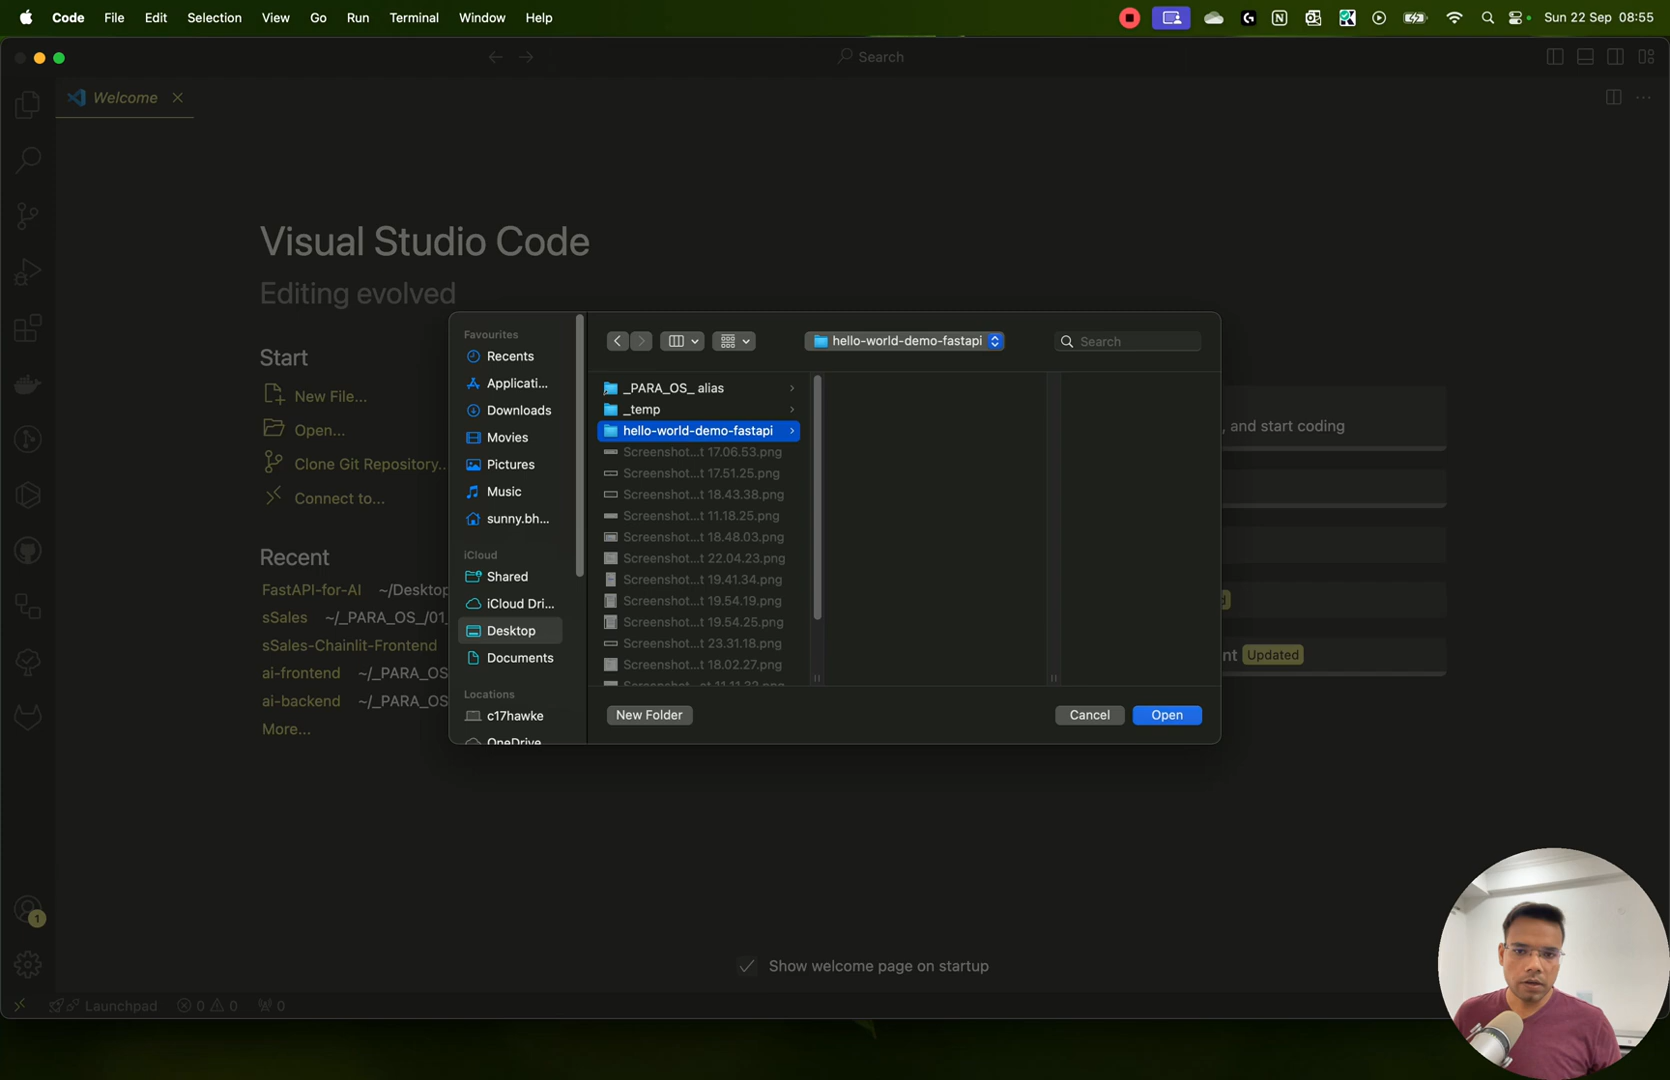 Code File Edit Selection View Go Run Terminal Window Help Sun 22 Sep 08:55
Search
Welcome
Visual Studio Code
Editing evolved
Start
New File...
Open...
Clone Git Repository...
Connect to...
Recent
FastAPI-for-AI ~/Desktop
sSales ~/_PARA_OS_/01_
sSales-Chainlit-Frontend
ai-frontend ~/_PARA_OS
ai-backend ~/_PARA_OS
More...
Favourites
Recents
Applicati...
Downloads
Movies
Pictures
Music
sunny.bh...
iCloud
Shared
iCloud Dri...
Desktop
Documents
Locations
c17hawke
OneDrive
hello-world-demo-fastapi
Search
_PARA_OS_ alias
_temp
hello-world-demo-fastapi
Screenshot...t 17.06.53.png
Screenshot...t 17.51.25.png
Screenshot...t 18.43.38.png
Screenshot...t 11.18.25.png
Screenshot...t 18.48.03.png
Screenshot...t 22.04.23.png
Screenshot...t 19.41.34.png
Screenshot...t 19.54.19.png
Screenshot...t 19.54.25.png
Screenshot...t 23.31.18.png
Screenshot...t 18.02.27.png
New Folder
Cancel
Open
, and start coding
nt Updated
Show welcome page on startup
1
Launchpad 0 0 0